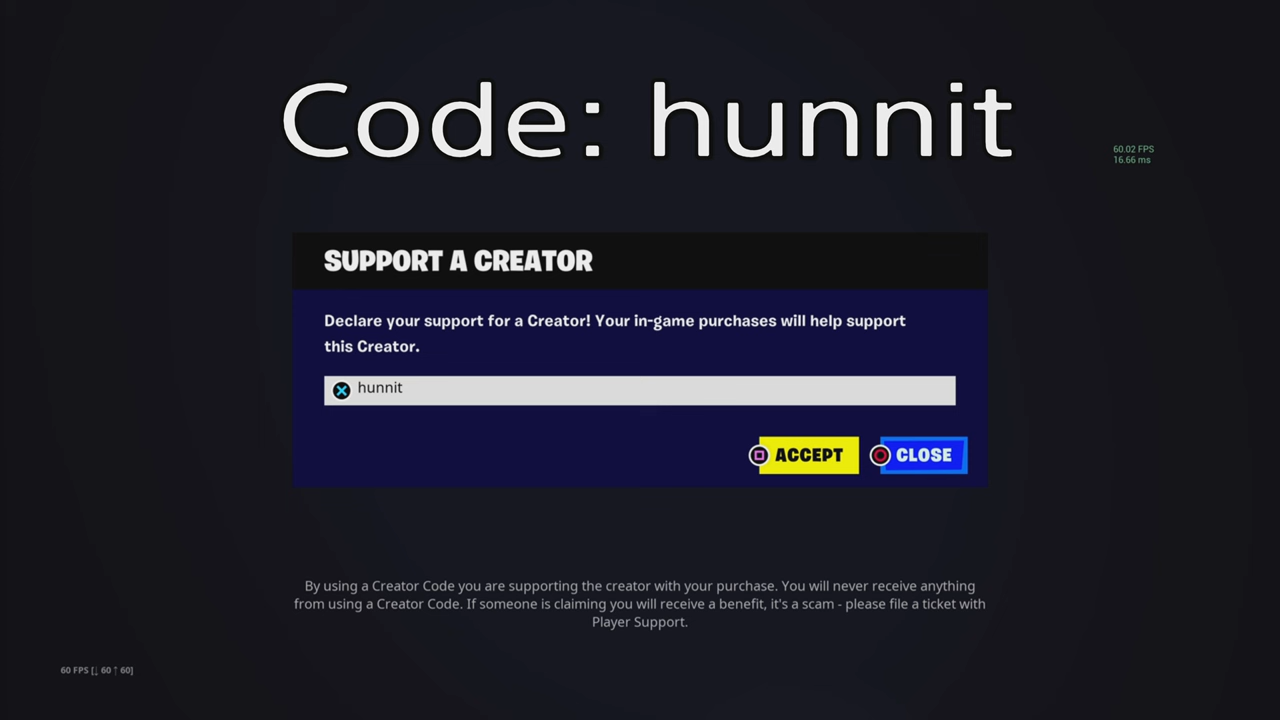 Code: hunnit
60.02 FPS
16.66 ms
SUPPORT A CREATOR
Declare your support for a Creator! Your in-game purchases will help support
this Creator.
hunnit
ACCEPT
CLOSE
By using a Creator Code you are supporting the creator with your purchase. You will never receive anything
from using a Creator Code. If someone is claiming you will receive a benefit, it's a scam - please file a ticket with
Player Support.
60 FPS [↓ 60 ↑ 60]